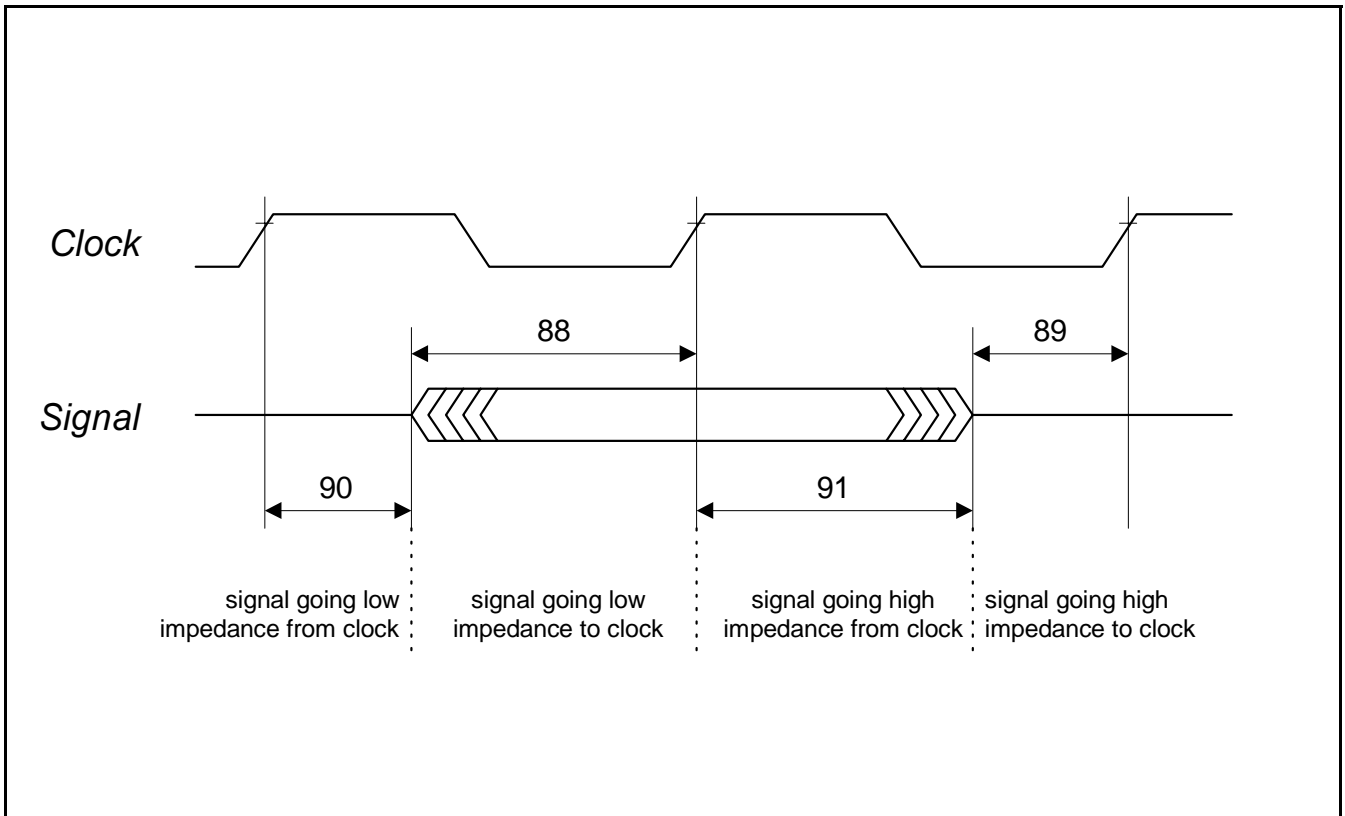 Clock
88
89
Signal
90
91
signal going low
impedance from clock
signal going low
impedance to clock
signal going high
impedance from clock
signal going high
impedance to clock